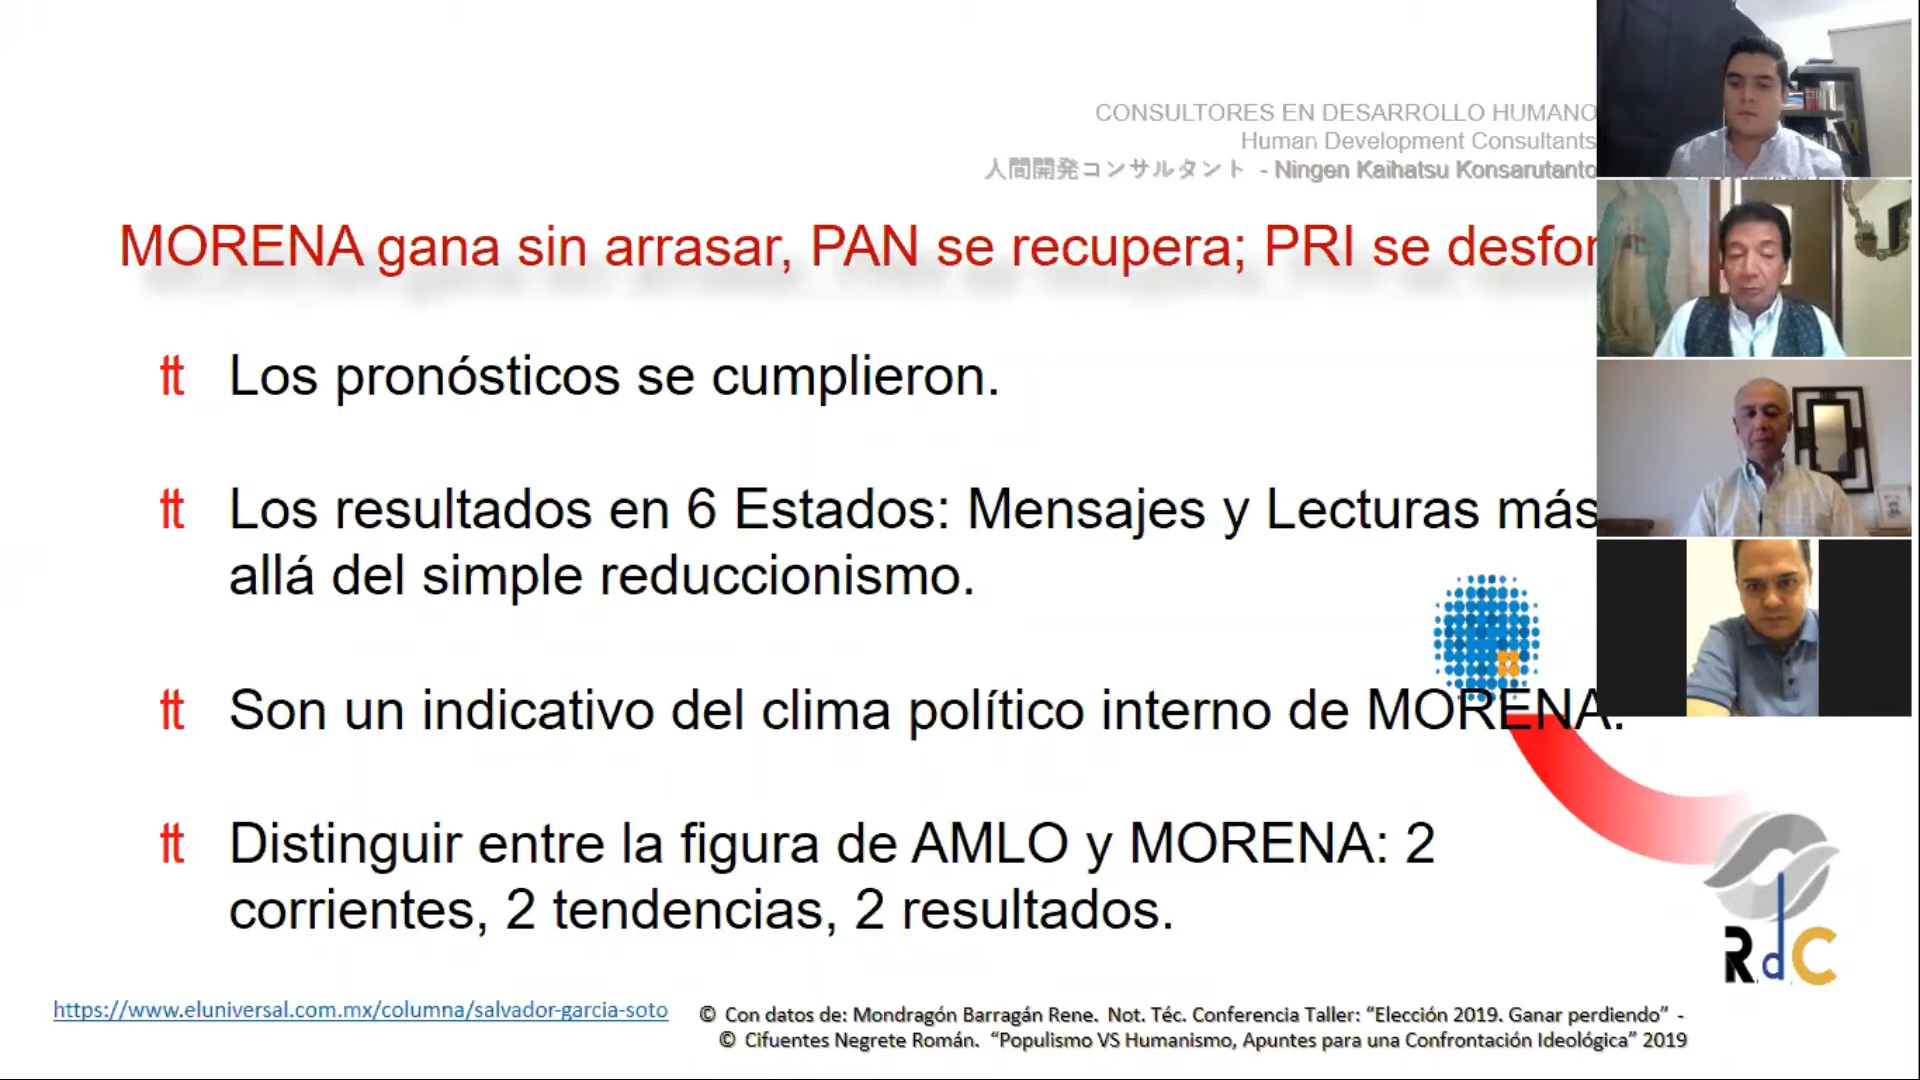 CONSULTORES EN DESARROLLO HUMANO
Human Development Consultants
人間開発コンサルタント - Ningen Kaihatsu Konsarutanto
MORENA gana sin arrasar, PAN se recupera; PRI se desfon
tt Los pronósticos se cumplieron.
tt Los resultados en 6 Estados: Mensajes y Lecturas más
allá del simple reduccionismo.
tt Son un indicativo del clima político interno de MORENA.
tt Distinguir entre la figura de AMLO y MORENA: 2
corrientes, 2 tendencias, 2 resultados.
RdC
https://www.eluniversal.com.mx/columna/salvador-garcia-soto
© Con datos de: Mondragón Barragán Rene. Not. Téc. Conferencia Taller: “Elección 2019. Ganar perdiendo” -
© Cifuentes Negrete Román. “Populismo VS Humanismo, Apuntes para una Confrontación Ideológica” 2019